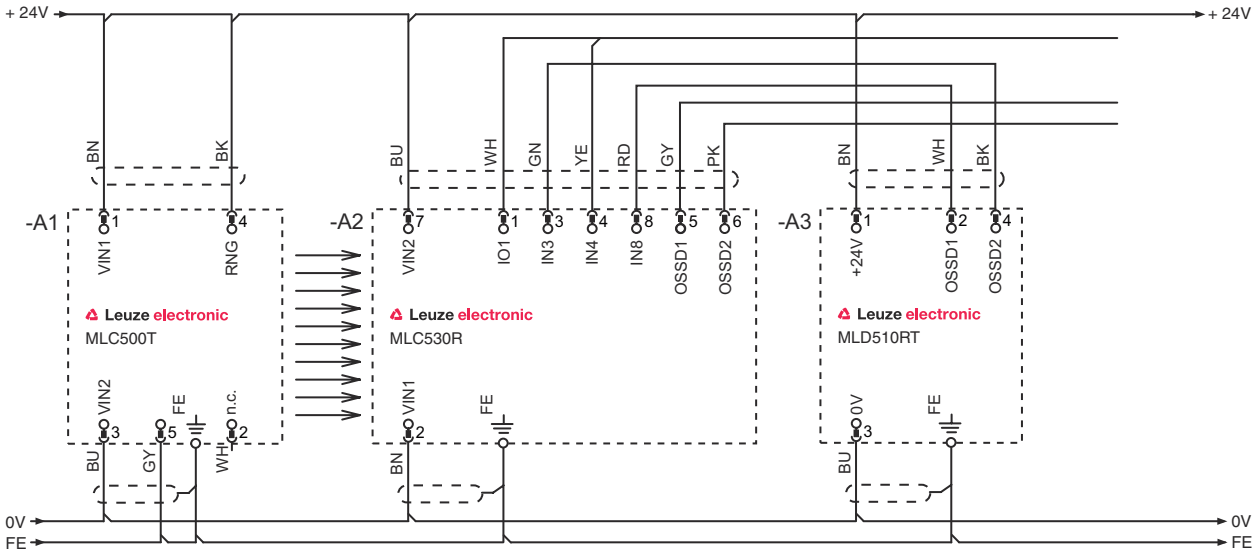 + 24V
+ 24V
BN
BK
BU
WH
GN
YE
RD
GY
PK
BN
WH
BK
-A1
1
4
-A2
7
1
3
4
8
5
6
-A3
1
2
4
VIN1
RNG
VIN2
IO1
IN3
IN4
IN8
OSSD1
OSSD2
+24V
OSSD1
OSSD2
Leuze electronic
MLC500T
Leuze electronic
MLC530R
Leuze electronic
MLD510RT
VIN2
FE
n.c.
VIN1
FE
0V
FE
3
5
2
2
3
BU
GY
WH
BN
BU
0V
0V
FE
FE